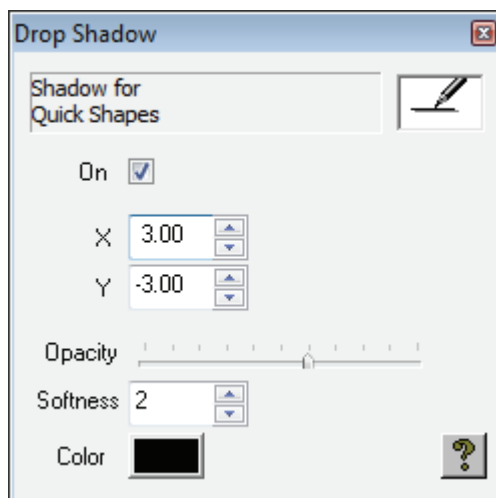 Drop Shadow
Shadow for
Quick Shapes
On
X 3.00
Y -3.00
Opacity
Softness 2
Color
?